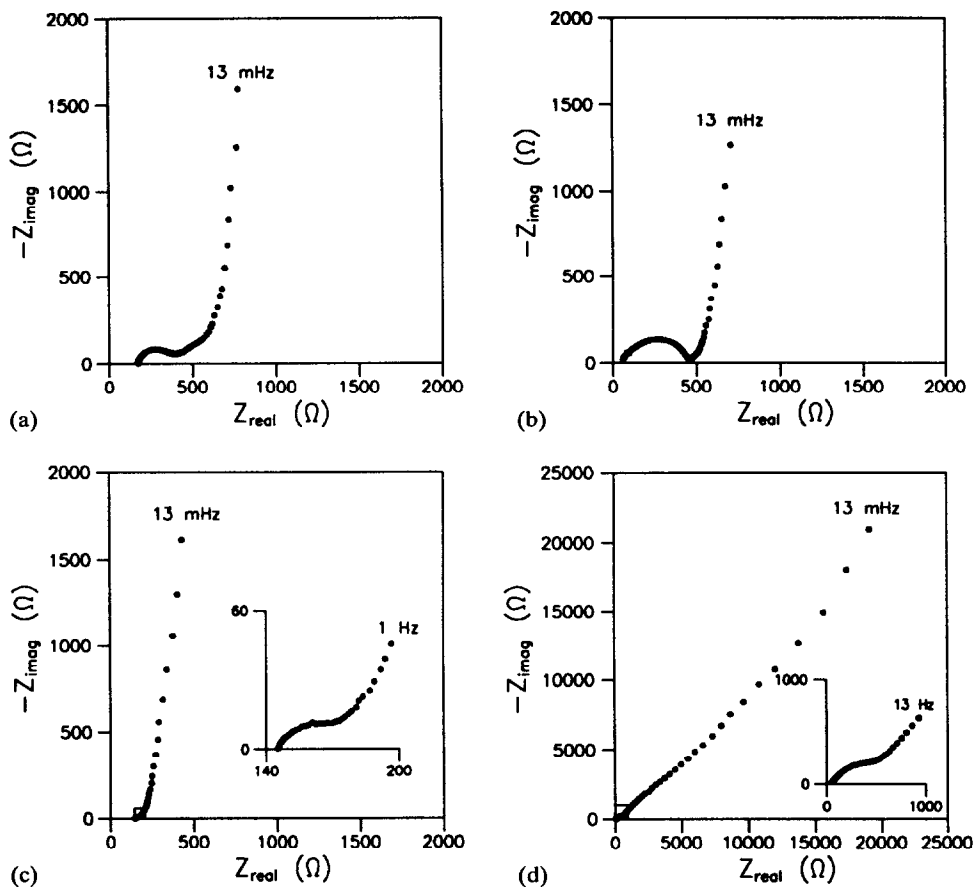 2000
1500
1000
500
0
−Z_imag (Ω)
13 mHz
0 500 1000 1500 2000
Z_real (Ω)
(a)
2000
1500
1000
500
0
−Z_imag (Ω)
13 mHz
0 500 1000 1500 2000
Z_real (Ω)
(b)
2000
1500
1000
500
0
−Z_imag (Ω)
13 mHz
60
0
1 Hz
140 200
0 500 1000 1500 2000
Z_real (Ω)
(c)
25000
20000
15000
10000
5000
0
−Z_imag (Ω)
13 mHz
1000
0
13 Hz
0 1000
0 5000 10000 15000 20000 25000
Z_real (Ω)
(d)